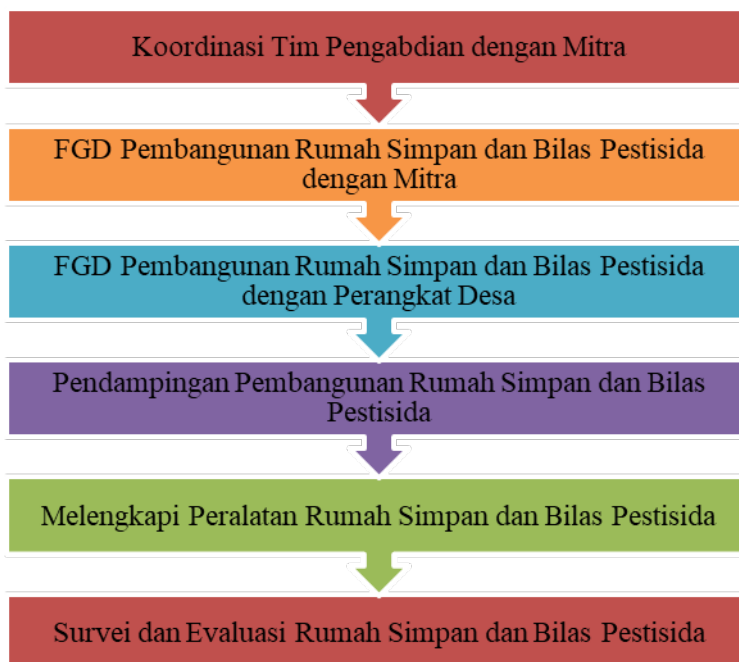 Koordinasi Tim Pengabdian dengan Mitra
FGD Pembangunan Rumah Simpan dan Bilas Pestisida
dengan Mitra
FGD Pembangunan Rumah Simpan dan Bilas Pestisida
dengan Perangkat Desa
Pendampingan Pembangunan Rumah Simpan dan Bilas
Pestisida
Melengkapi Peralatan Rumah Simpan dan Bilas Pestisida
Survei dan Evaluasi Rumah Simpan dan Bilas Pestisida